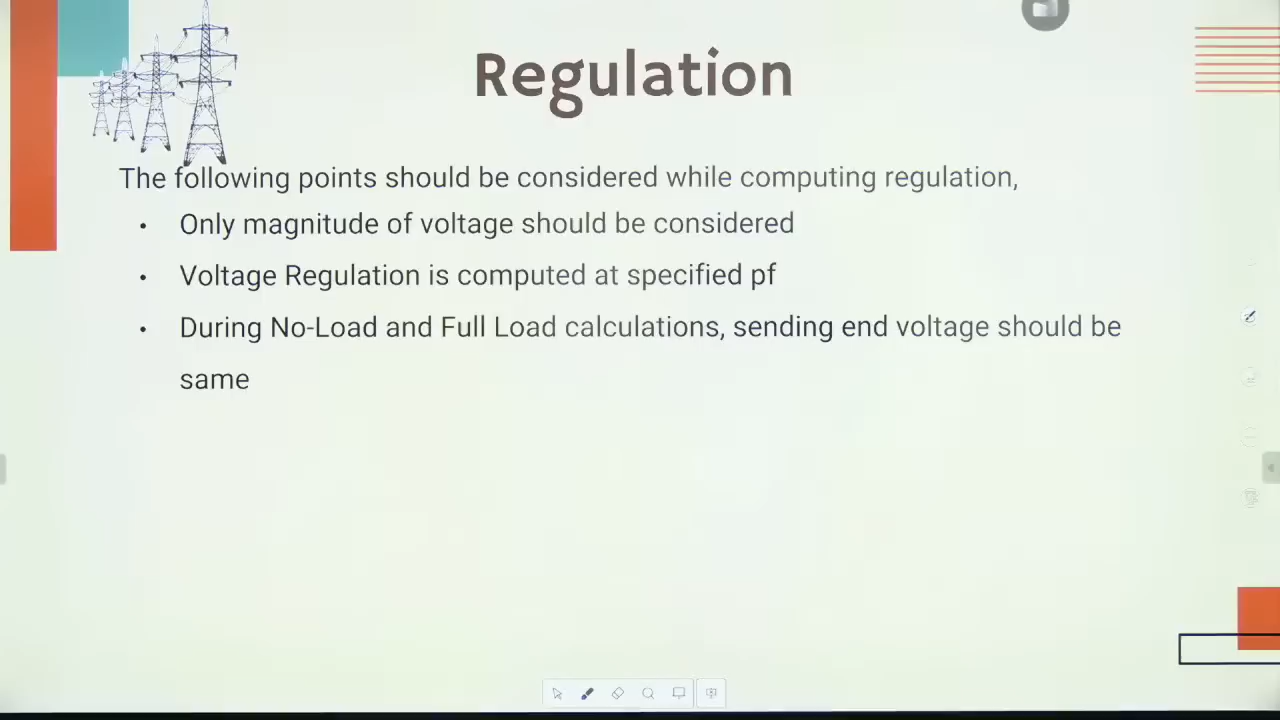 Regulation
The following points should be considered while computing regulation,
• Only magnitude of voltage should be considered
• Voltage Regulation is computed at specified pf
• During No-Load and Full Load calculations, sending end voltage should be
same